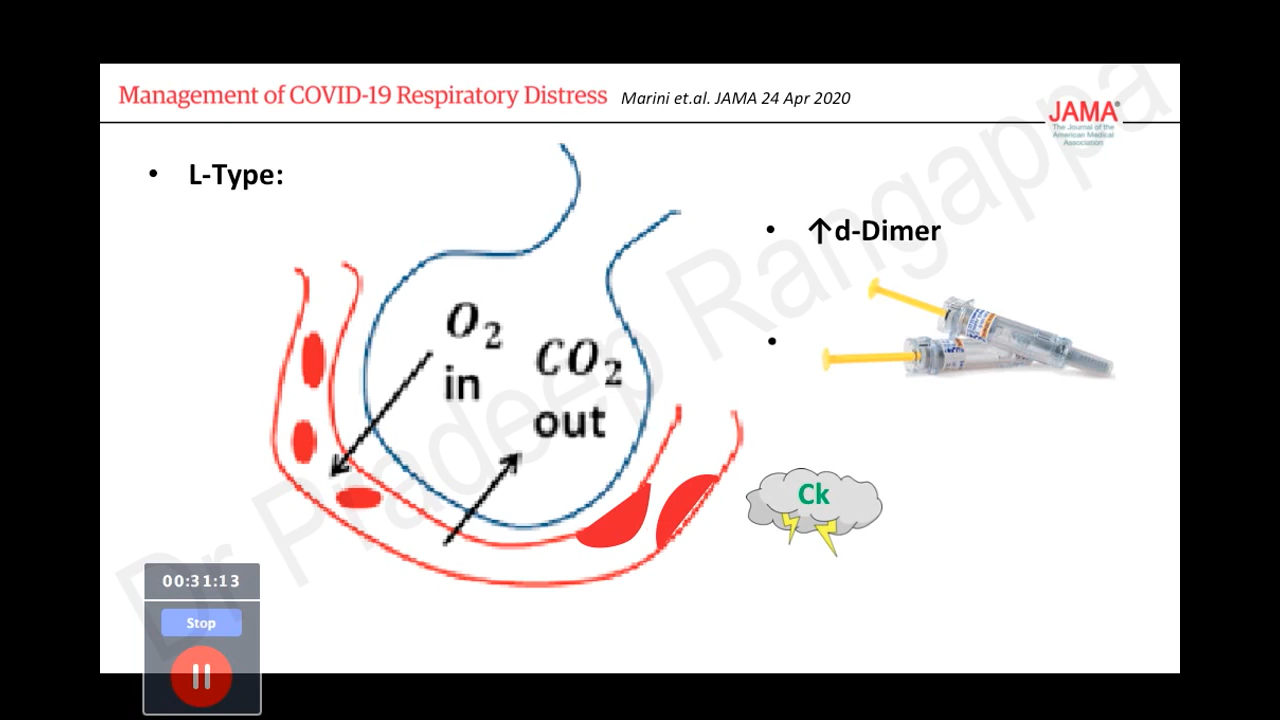 Management of COVID-19 Respiratory Distress Marini et.al. JAMA 24 Apr 2020
JAMA®
The Journal of the
American Medical
Association
• L-Type:
• ↑d-Dimer
•
O₂
in
CO₂
out
Ck
Dr Pradeep Rangappa
00:31:13
Stop